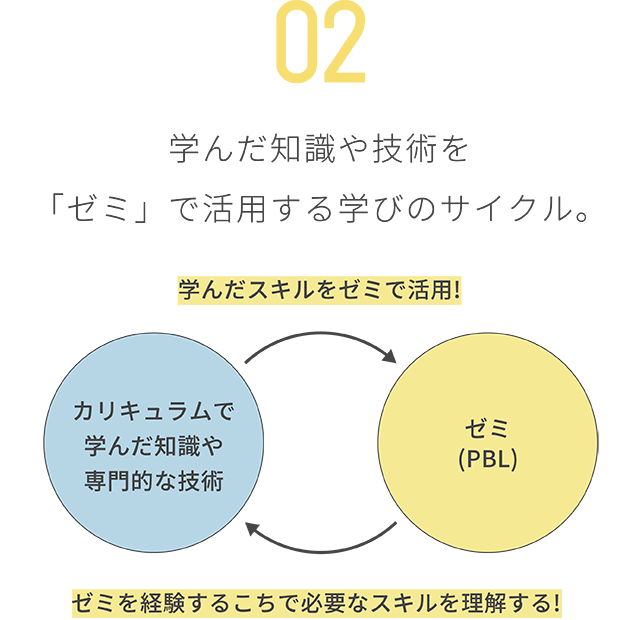 02
学んだ知識や技術を
「ゼミ」で活用する学びのサイクル。
学んだスキルをゼミで活用!
カリキュラムで
学んだ知識や
専門的な技術
ゼミ
(PBL)
ゼミを経験するこちで必要なスキルを理解する!